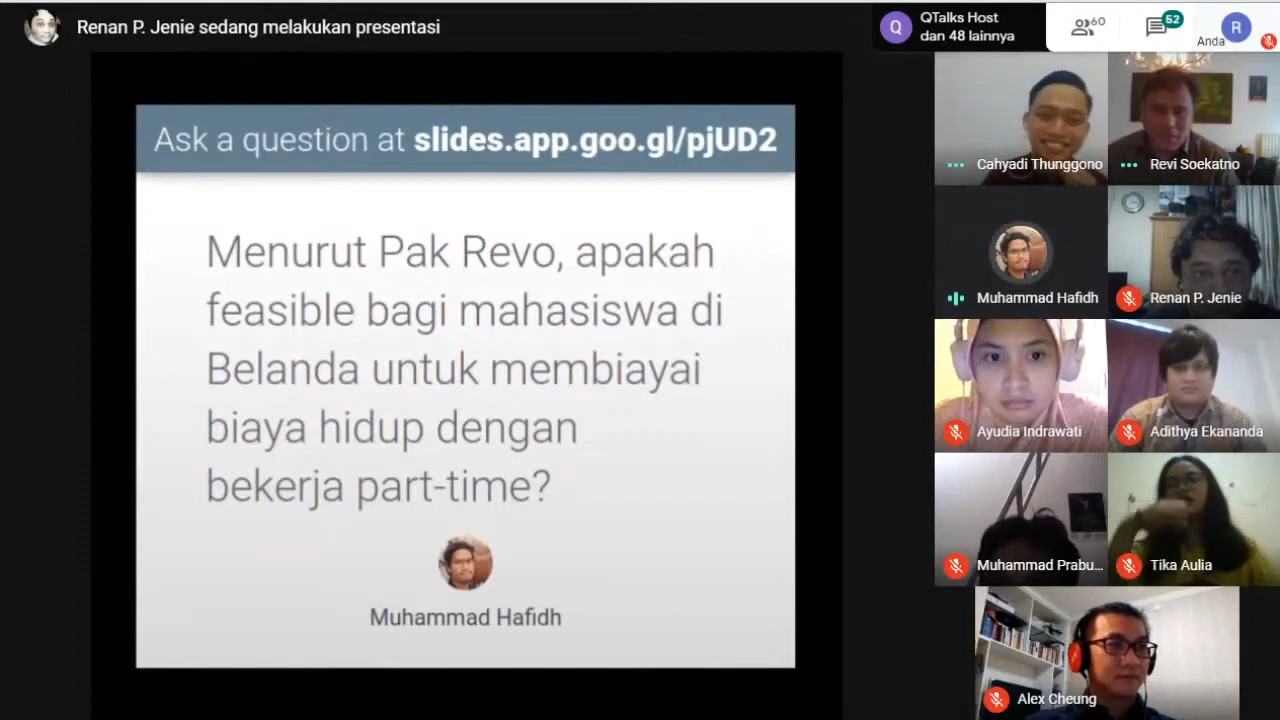 Renan P. Jenie sedang melakukan presentasi
Q
QTalks Host
dan 48 lainnya
60
52
Anda
R
Ask a question at slides.app.goo.gl/pjUD2
Menurut Pak Revo, apakah
feasible bagi mahasiswa di
Belanda untuk membiayai
biaya hidup dengan
bekerja part-time?
Muhammad Hafidh
Cahyadi Thunggono
Revi Soekatno
Muhammad Hafidh
Renan P. Jenie
Ayudia Indrawati
Adithya Ekananda
Muhammad Prabu...
Tika Aulia
Alex Cheung